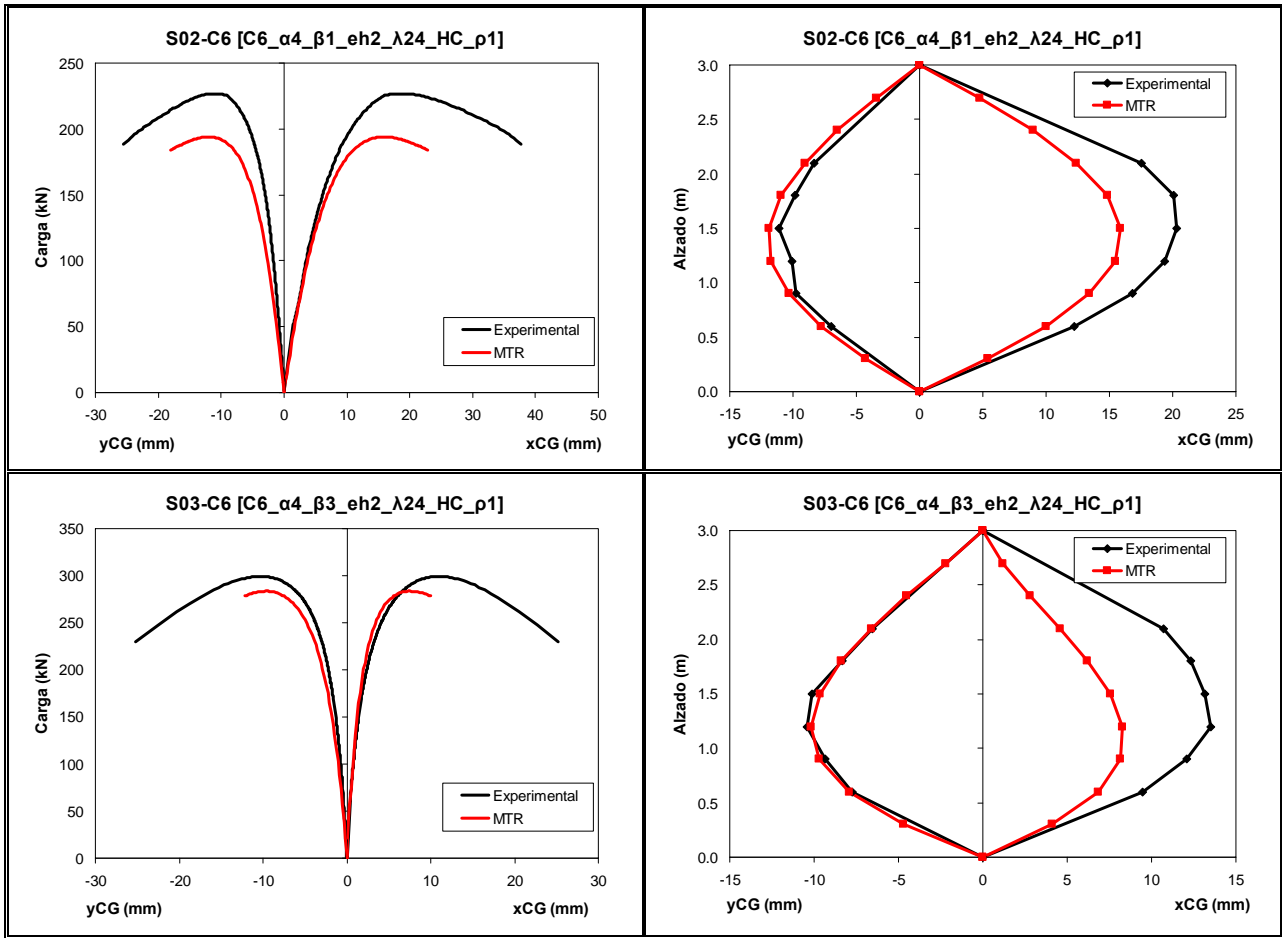 S02-C6 [C6_α4_β1_eh2_λ24_HC_ρ1]
250
200
150
100
50
0
Carga (kN)
-30 -20 -10 0 10 20 30 40 50
yCG (mm) xCG (mm)
Experimental
MTR
S02-C6 [C6_α4_β1_eh2_λ24_HC_ρ1]
3.0
2.5
2.0
1.5
1.0
0.5
0.0
Alzado (m)
-15 -10 -5 0 5 10 15 20 25
yCG (mm) xCG (mm)
Experimental
MTR
S03-C6 [C6_α4_β3_eh2_λ24_HC_ρ1]
350
300
250
200
150
100
50
0
Carga (kN)
-30 -20 -10 0 10 20 30
yCG (mm) xCG (mm)
Experimental
MTR
S03-C6 [C6_α4_β3_eh2_λ24_HC_ρ1]
3.0
2.5
2.0
1.5
1.0
0.5
0.0
Alzado (m)
-15 -10 -5 0 5 10 15
yCG (mm) xCG (mm)
Experimental
MTR